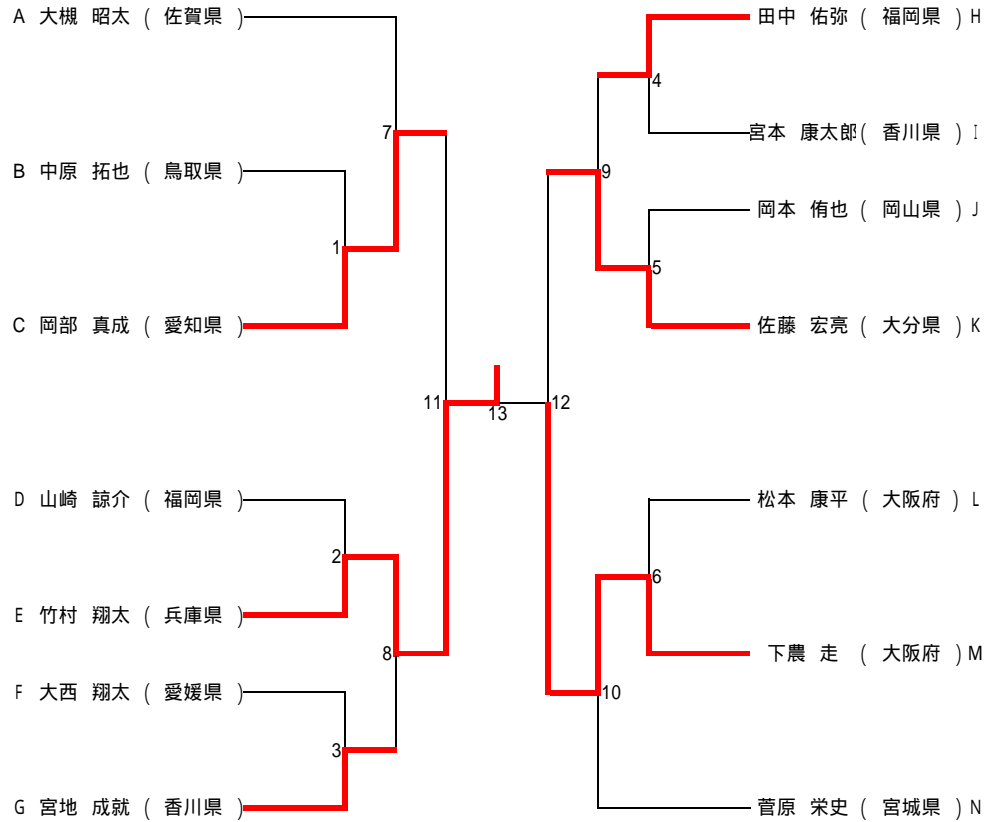 A 大槻 昭太 ( 佐賀県 )
B 中原 拓也 ( 鳥取県 )
C 岡部 真成 ( 愛知県 )
D 山崎 諒介 ( 福岡県 )
E 竹村 翔太 ( 兵庫県 )
F 大西 翔太 ( 愛媛県 )
G 宮地 成就 ( 香川県 )
7
1
11
2
8
3
13
4
9
5
12
6
10
田中 佑弥 ( 福岡県 ) H
宮本 康太郎( 香川県 ) I
岡本 侑也 ( 岡山県 ) J
佐藤 宏亮 ( 大分県 ) K
松本 康平 ( 大阪府 ) L
下農 走 ( 大阪府 ) M
菅原 栄史 ( 宮城県 ) N